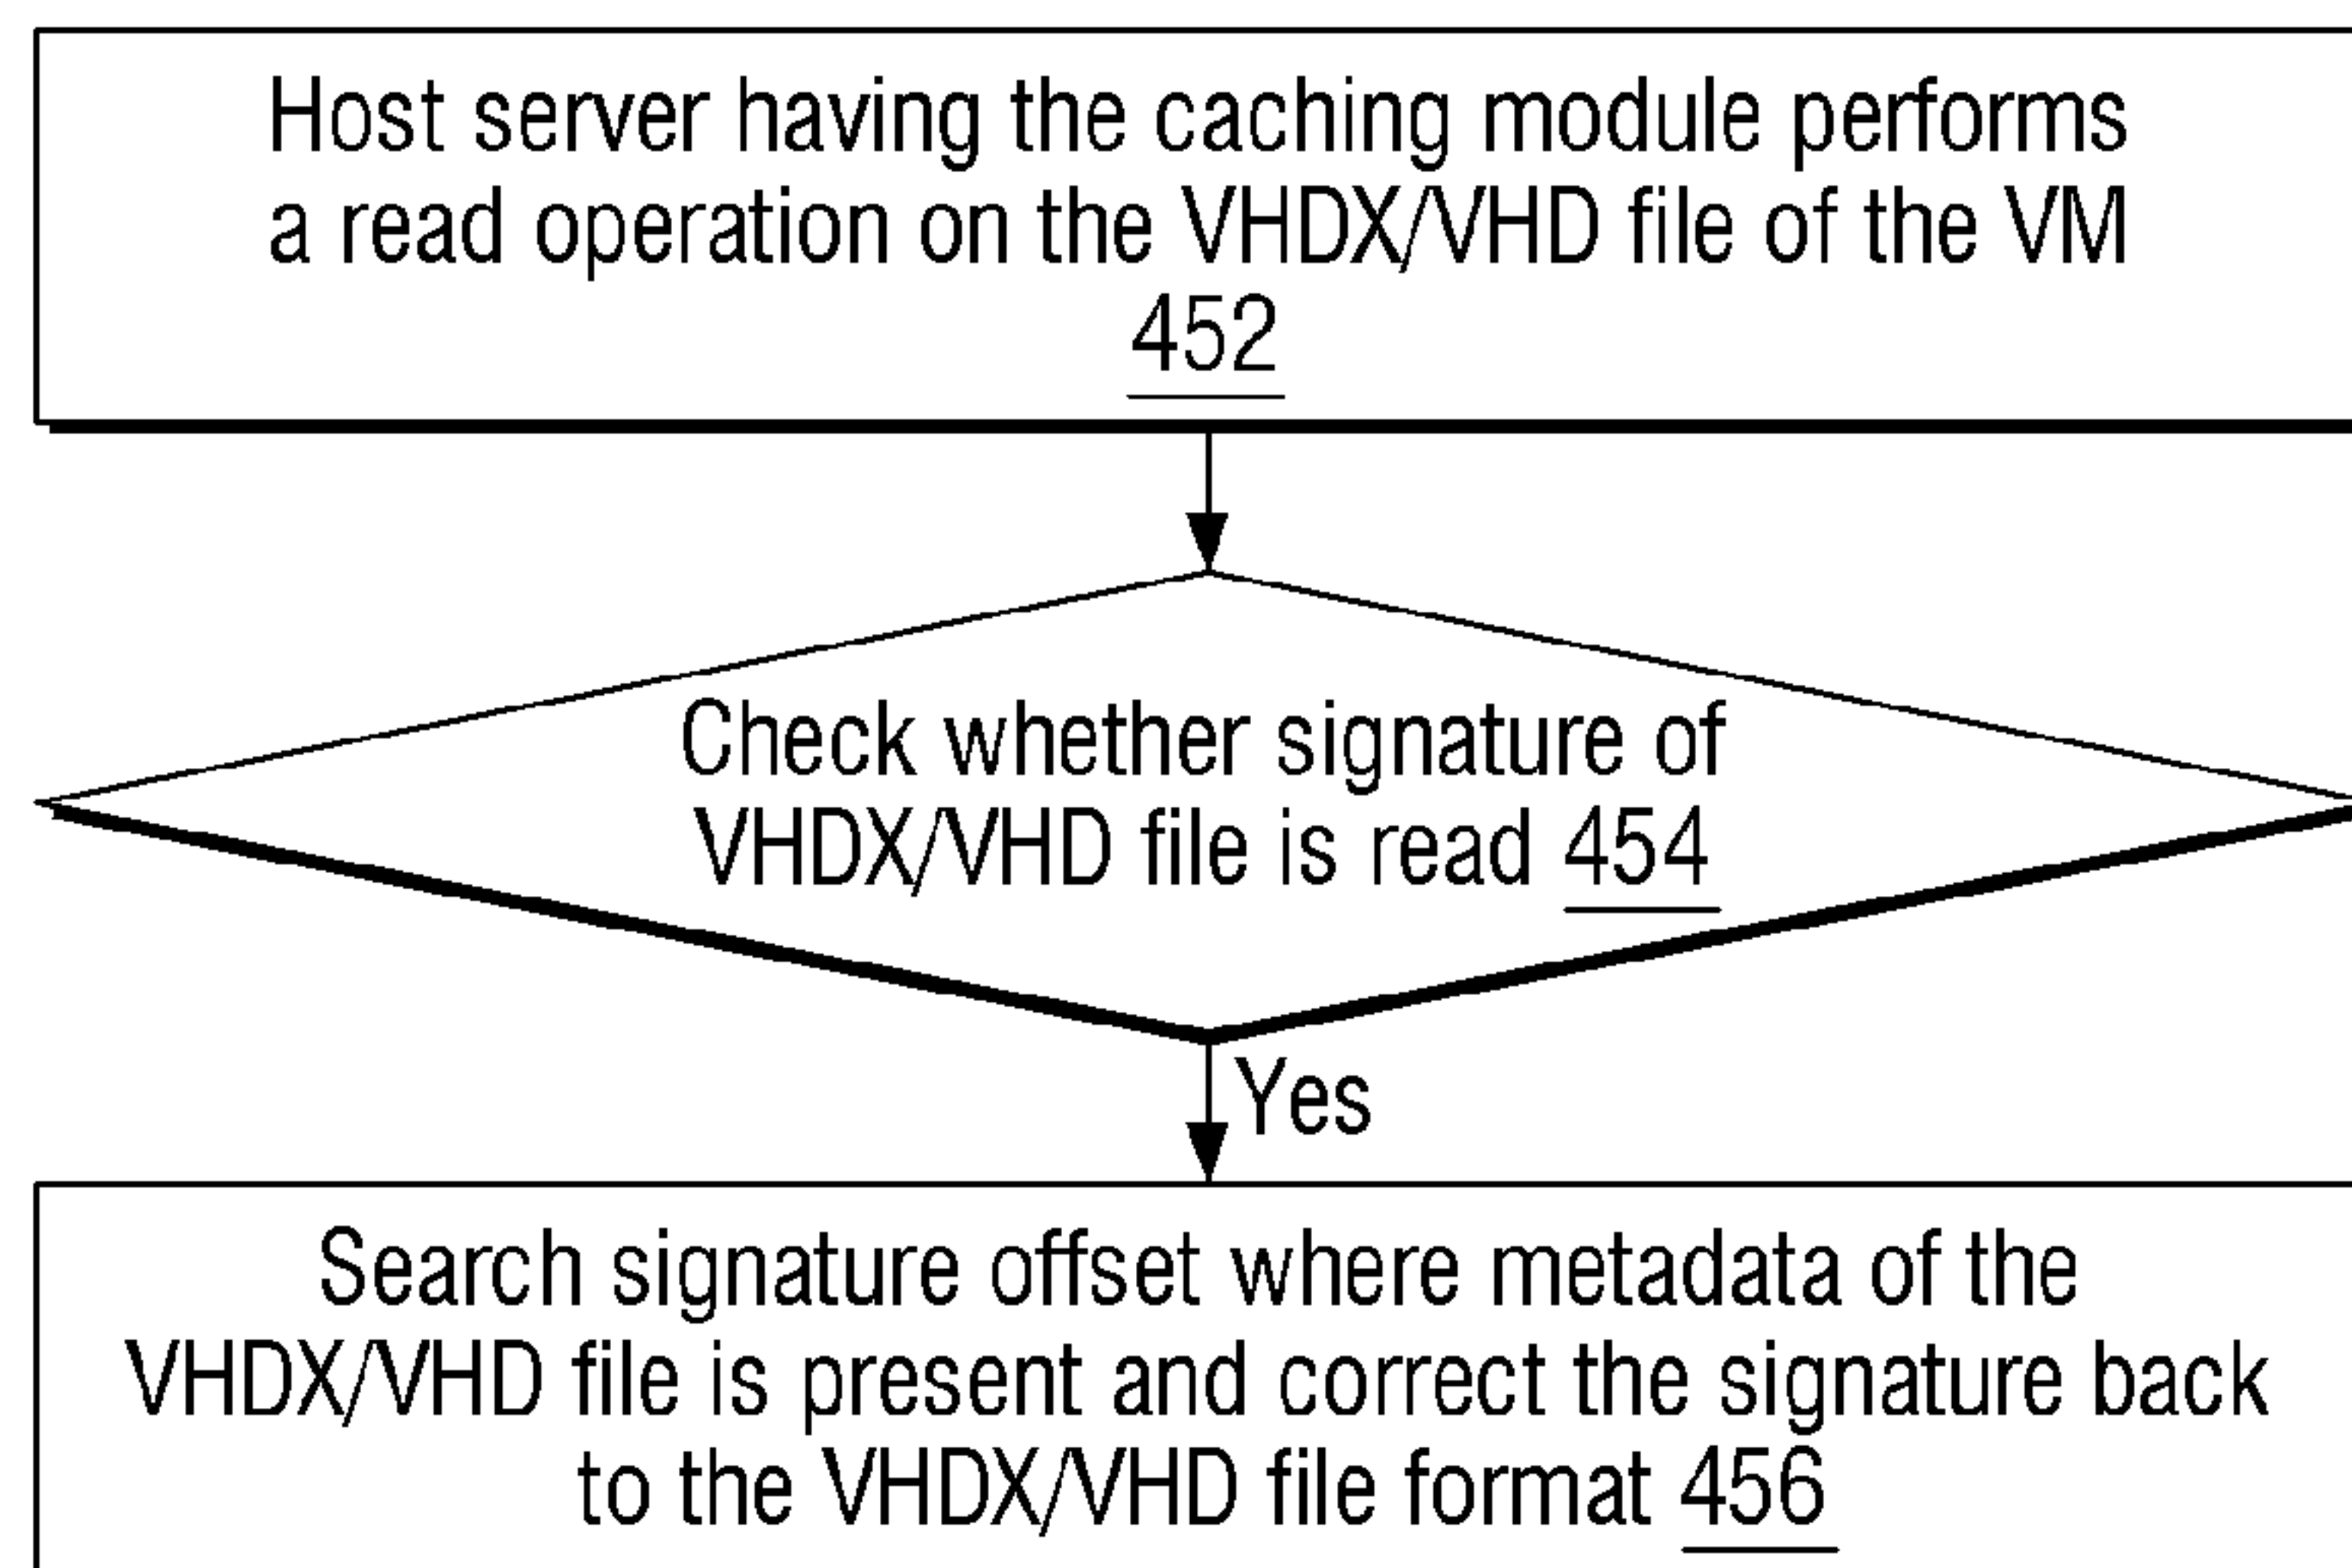 Host server having the caching module performs
a read operation on the VHDX/VHD file of the VM
452
Check whether signature of
VHDX/VHD file is read 454
Yes
Search signature offset where metadata of the
VHDX/VHD file is present and correct the signature back
to the VHDX/VHD file format 456